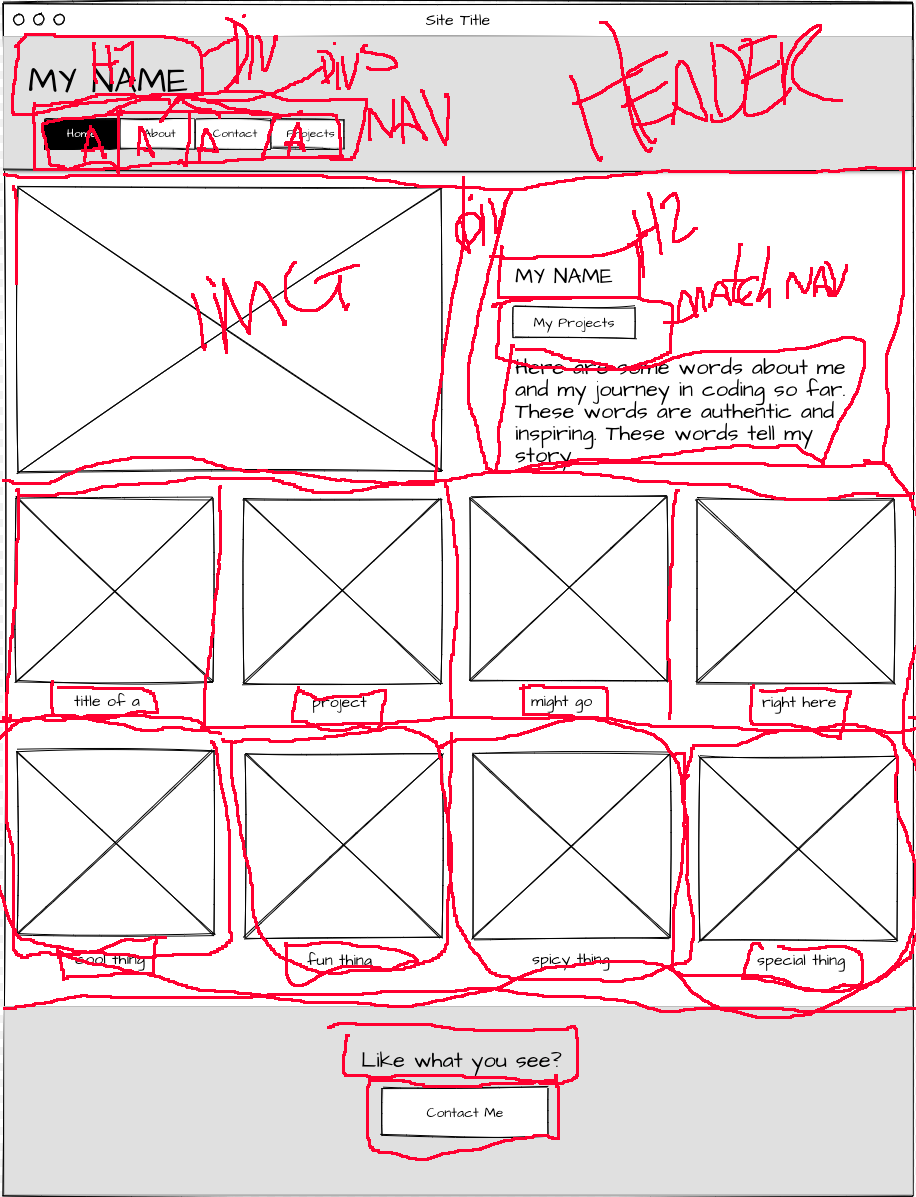 Site Title
HEADER
H1
DIV
DIVS
MY NAME
NAV
Home About Contact Projects
A A A A
DIV
H2
IMG
MY NAME
MATCH NAV
My Projects
Here are some words about me
and my journey in coding so far.
These words are authentic and
inspiring. These words tell my
story.
title of a
project
might go
right here
cool thing
fun thing
spicy thing
special thing
Like what you see?
Contact Me